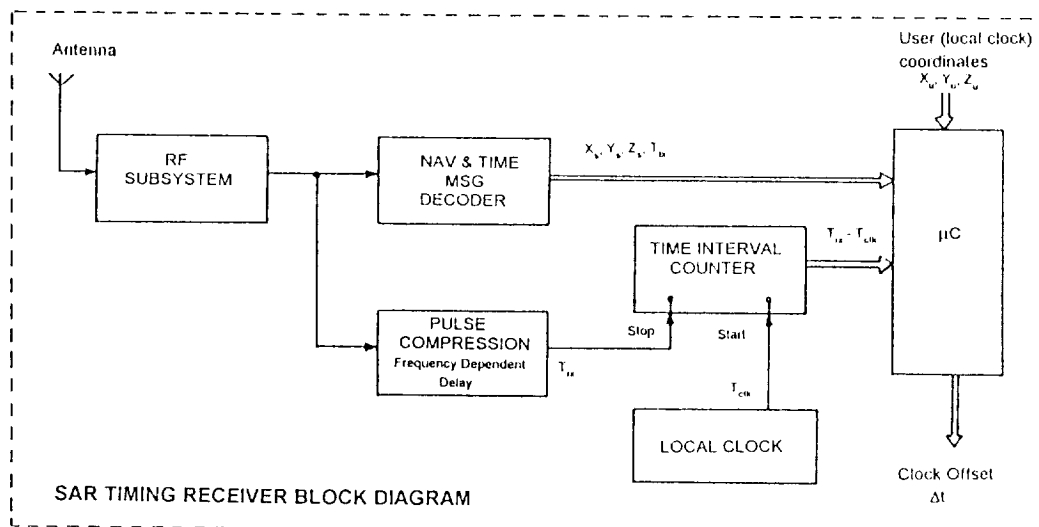 Antenna
RF
SUBSYSTEM
NAV & TIME
MSG
DECODER
X_s, Y_s, Z_s, T_tx
User (local clock)
coordinates
X_u, Y_u, Z_u
µC
TIME INTERVAL
COUNTER
T_rx - T_clk
Stop
Start
PULSE
COMPRESSION
Frequency Dependent
Delay
T_rx
T_clk
LOCAL CLOCK
Clock Offset
Δt
SAR TIMING RECEIVER BLOCK DIAGRAM